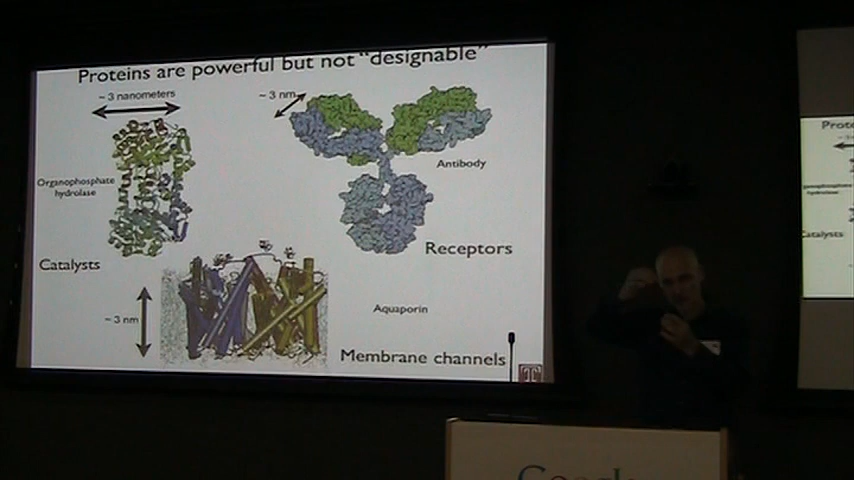 Proteins are powerful but not "designable"
~ 3 nanometers
~ 3 nm
Organophosphate
hydrolase
Antibody
Receptors
Catalysts
~ 3 nm
Aquaporin
Membrane channels
T
Catalysts